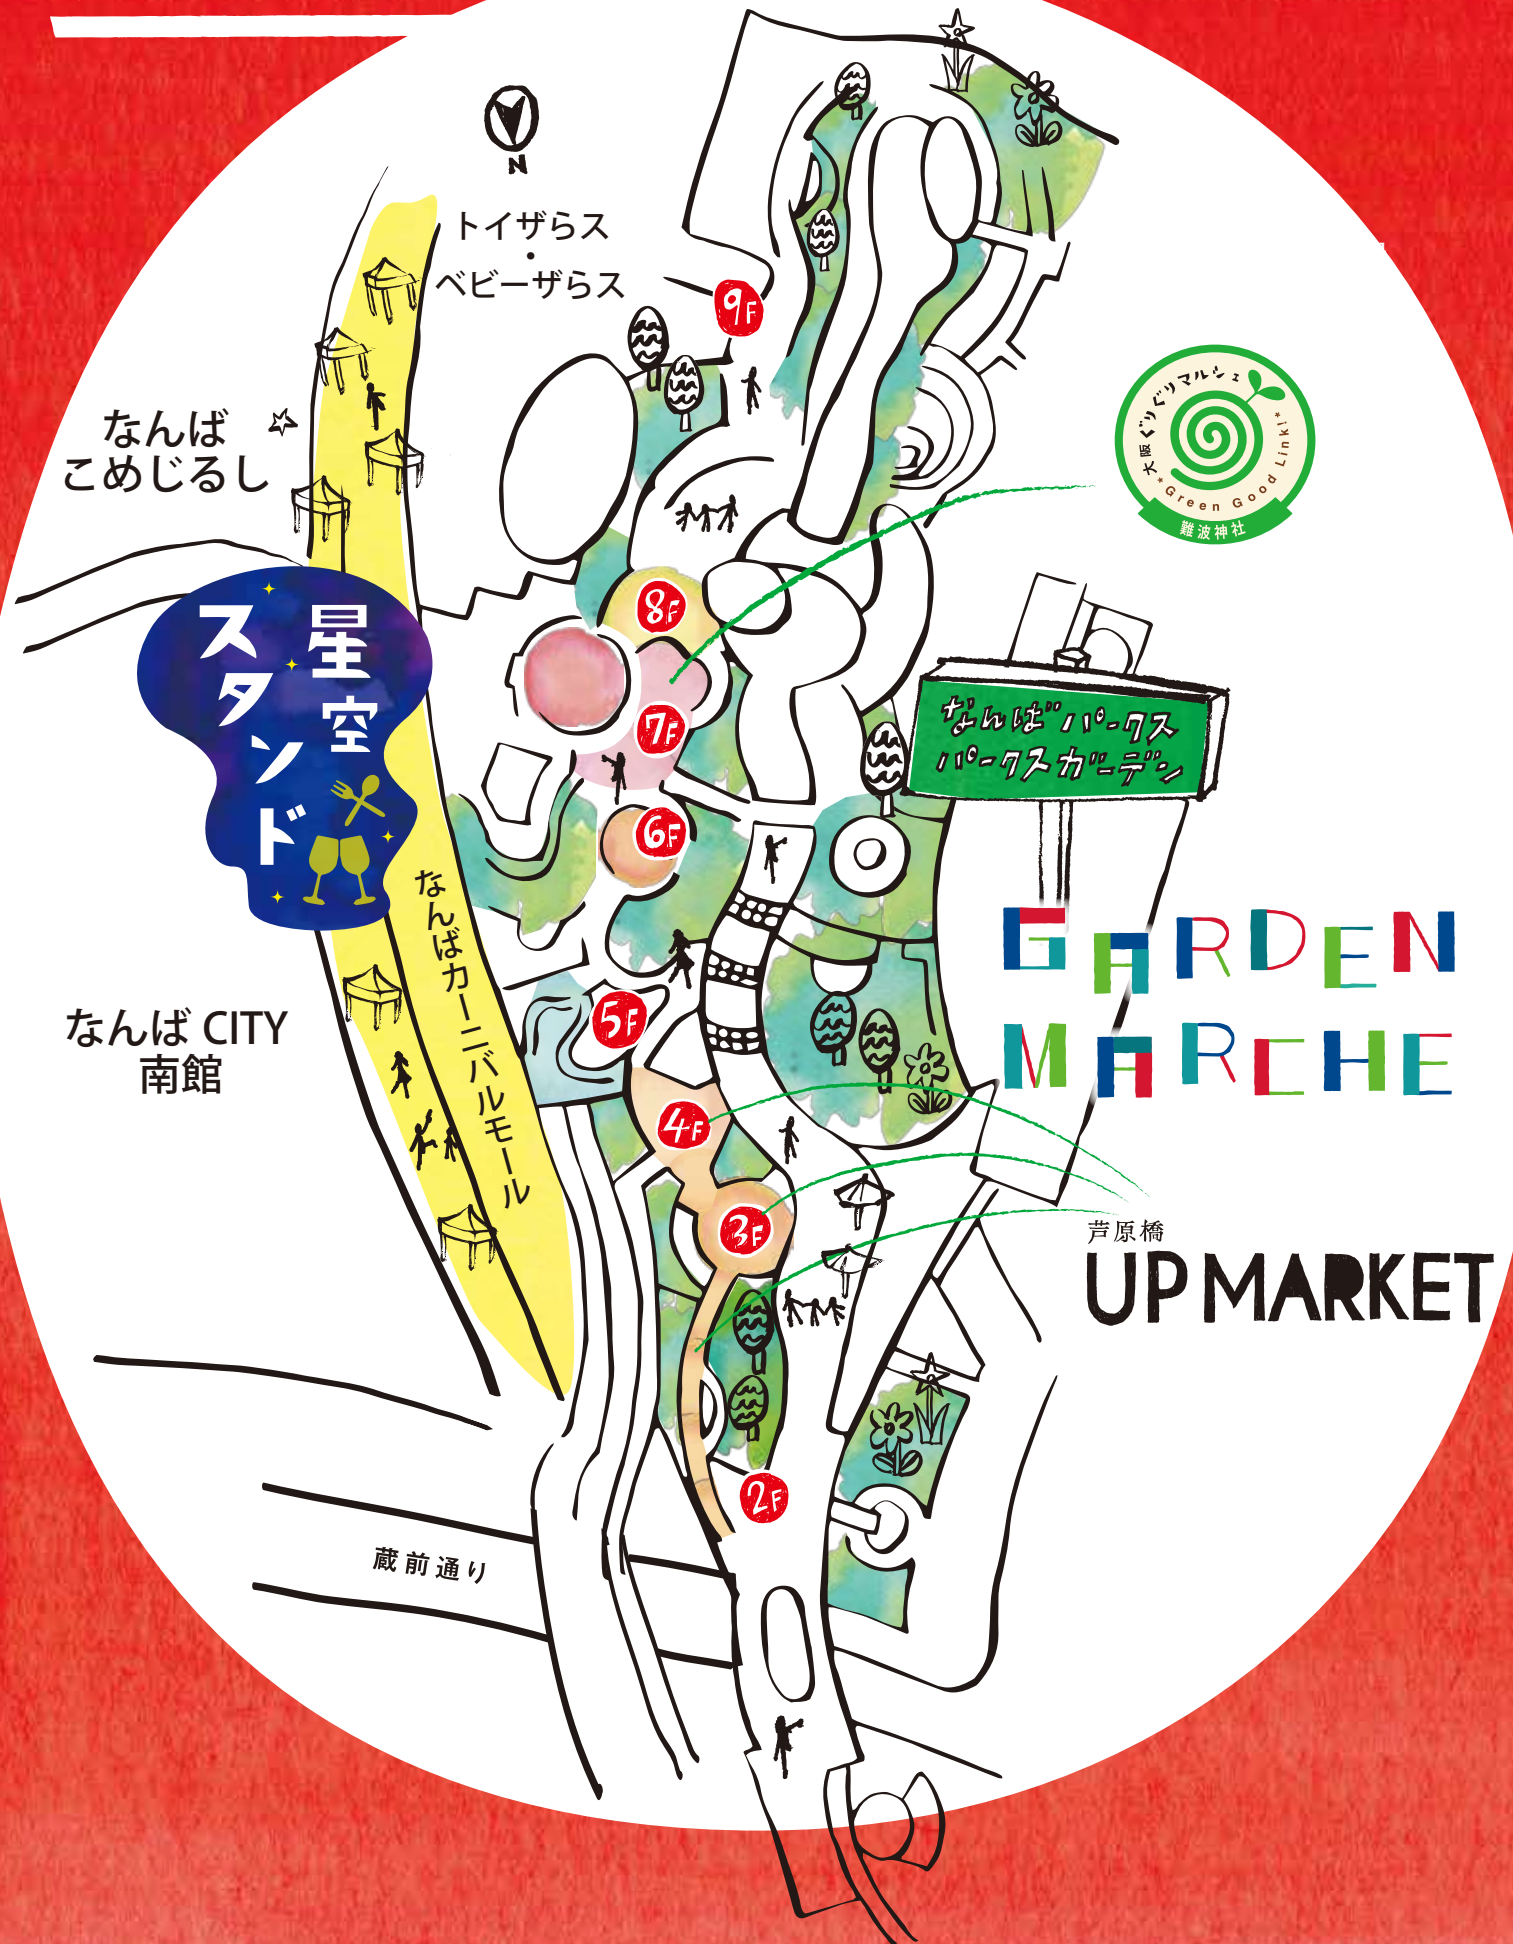 N
トイザらス
・
ベビーザらス
9F
なんば
こめじるし
大阪ぐりぐりマルシェ
*Green Good Linki*
難波神社
8F
星空
スタンド
7F
なんばパークス
パークスガーデン
6F
なんばカーニバルモール
GARDEN
MARCHE
5F
なんば CITY
南館
4F
3F
芦原橋
UP MARKET
2F
蔵前通り